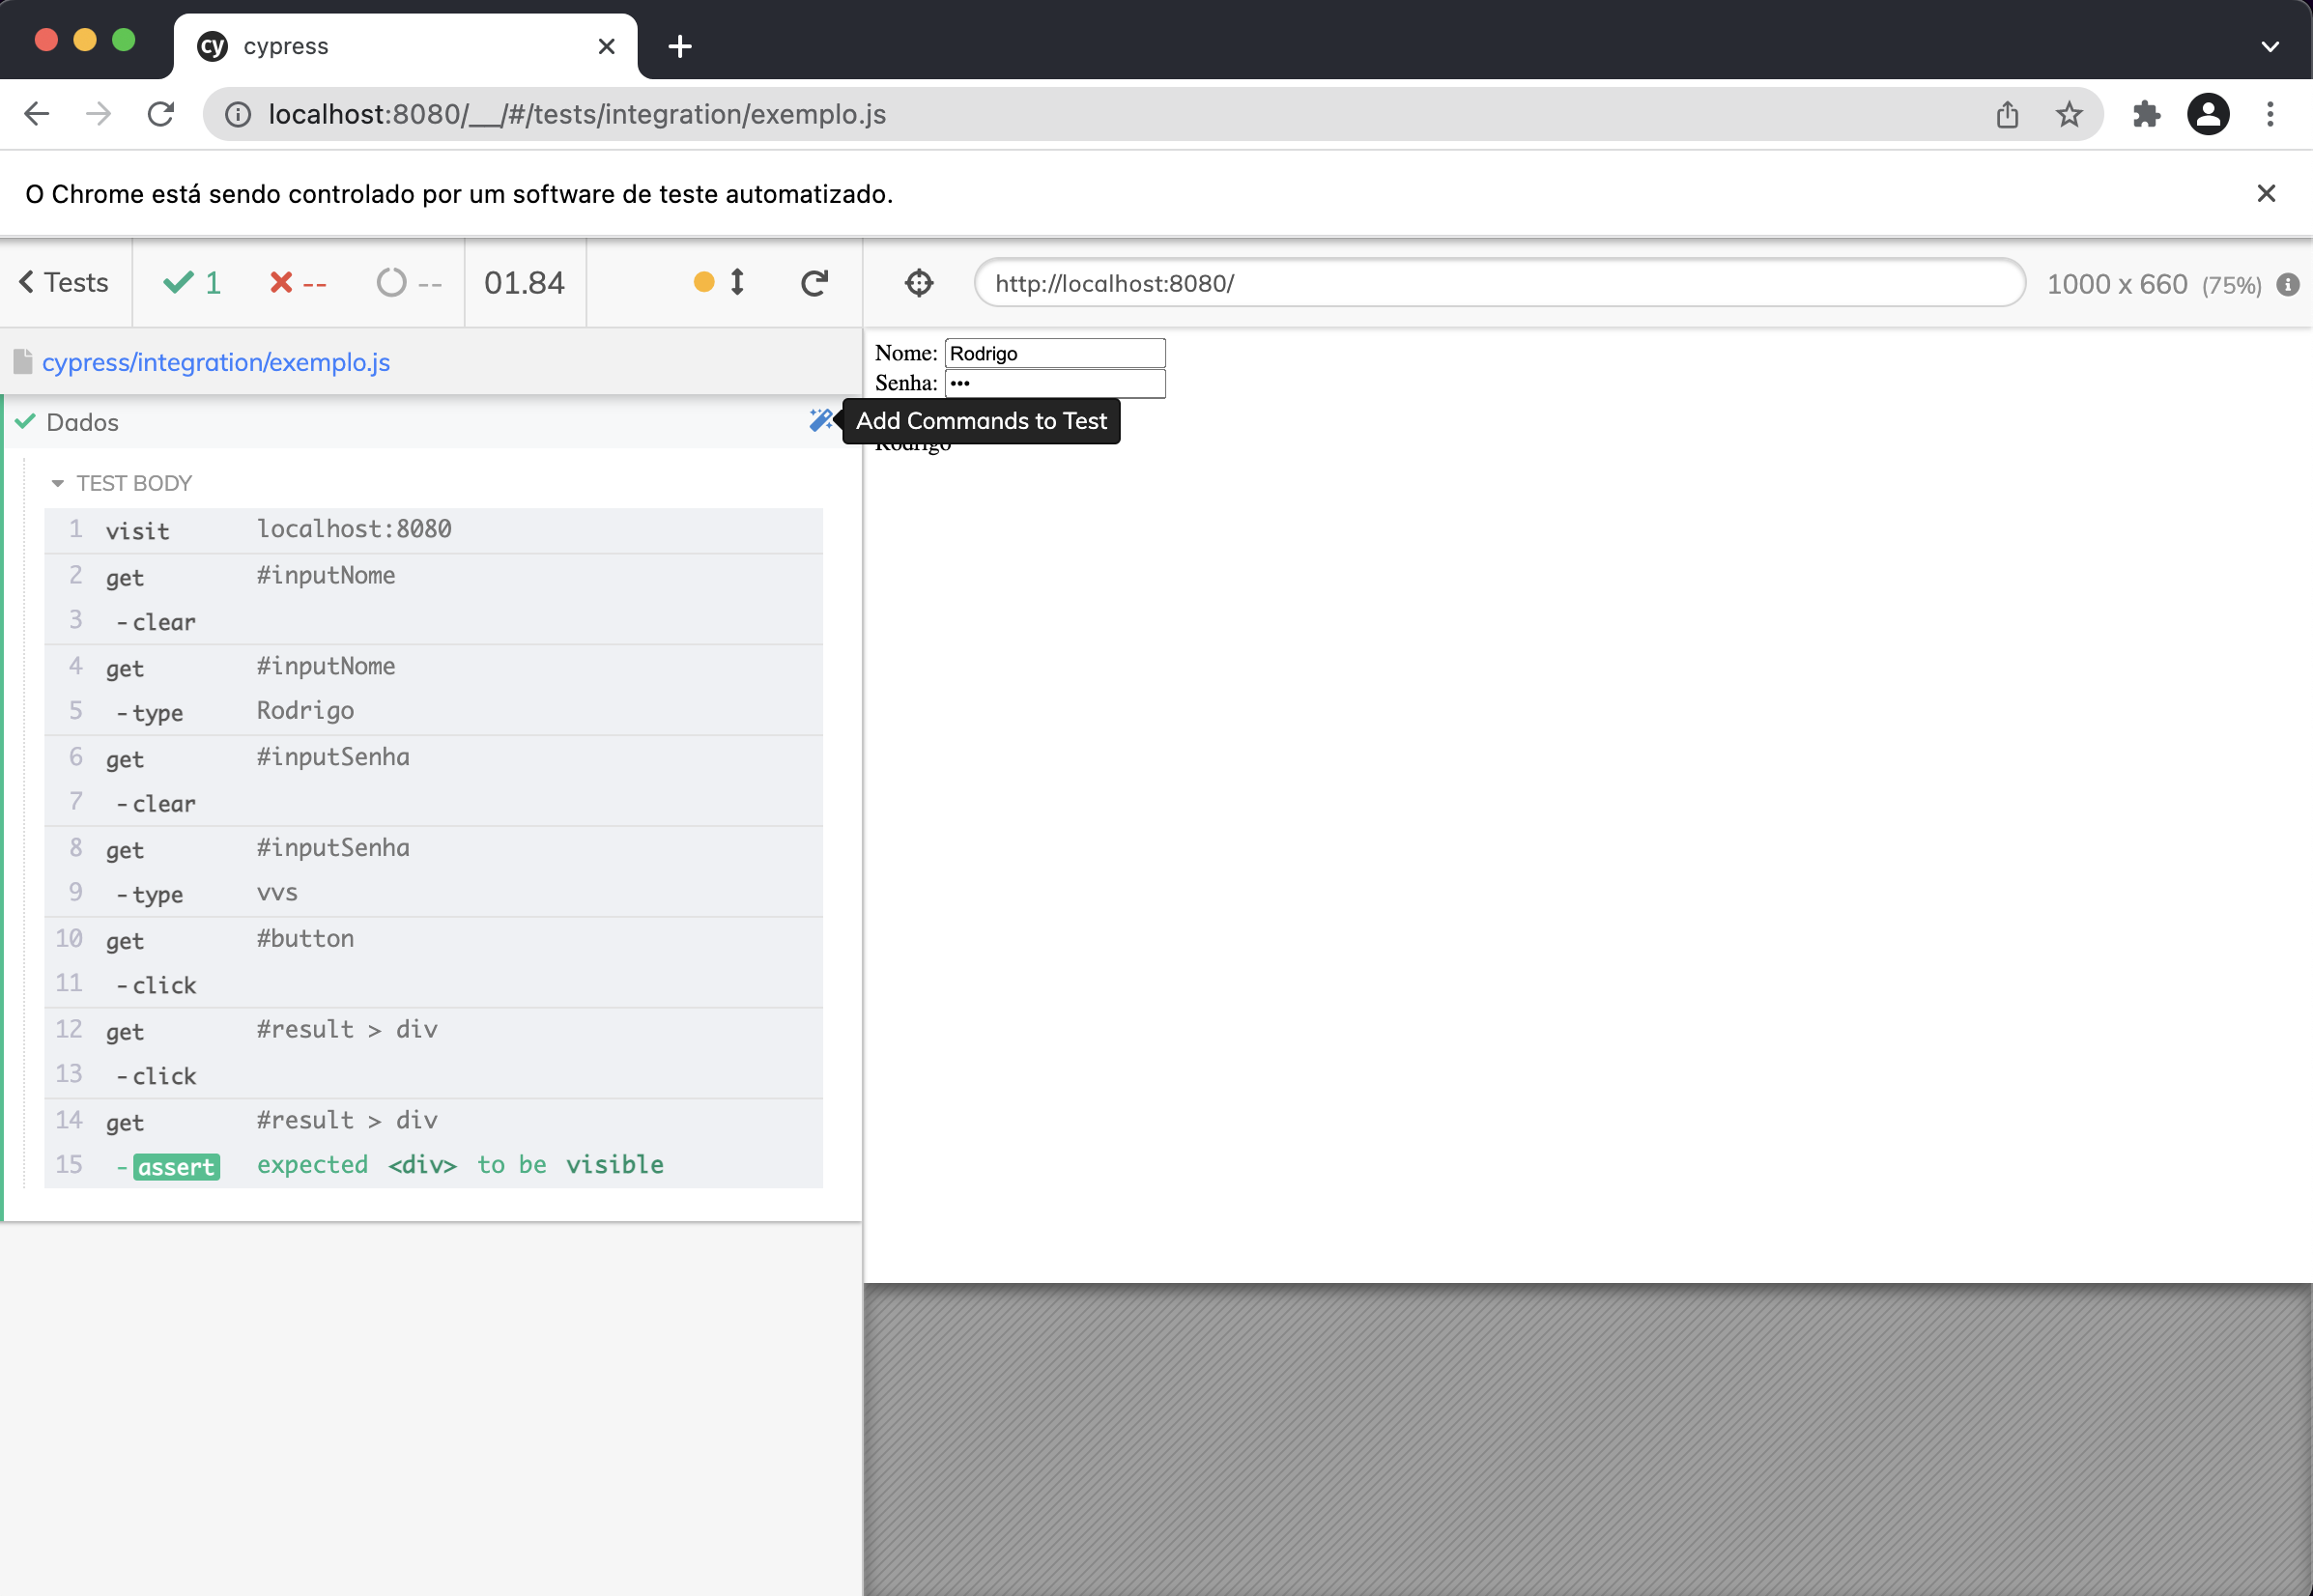 cy cypress
localhost:8080/__/#/tests/integration/exemplo.js
O Chrome está sendo controlado por um software de teste automatizado.
Tests 1 -- -- 01.84
http://localhost:8080/ 1000 x 660 (75%)
cypress/integration/exemplo.js
Dados
TEST BODY
1 visit localhost:8080
2 get #inputNome
3 -clear
4 get #inputNome
5 -type Rodrigo
6 get #inputSenha
7 -clear
8 get #inputSenha
9 -type vvs
10 get #button
11 -click
12 get #result > div
13 -click
14 get #result > div
15 -assert expected <div> to be visible
Nome: Rodrigo
Senha: •••
Add Commands to Test
Rodrigo